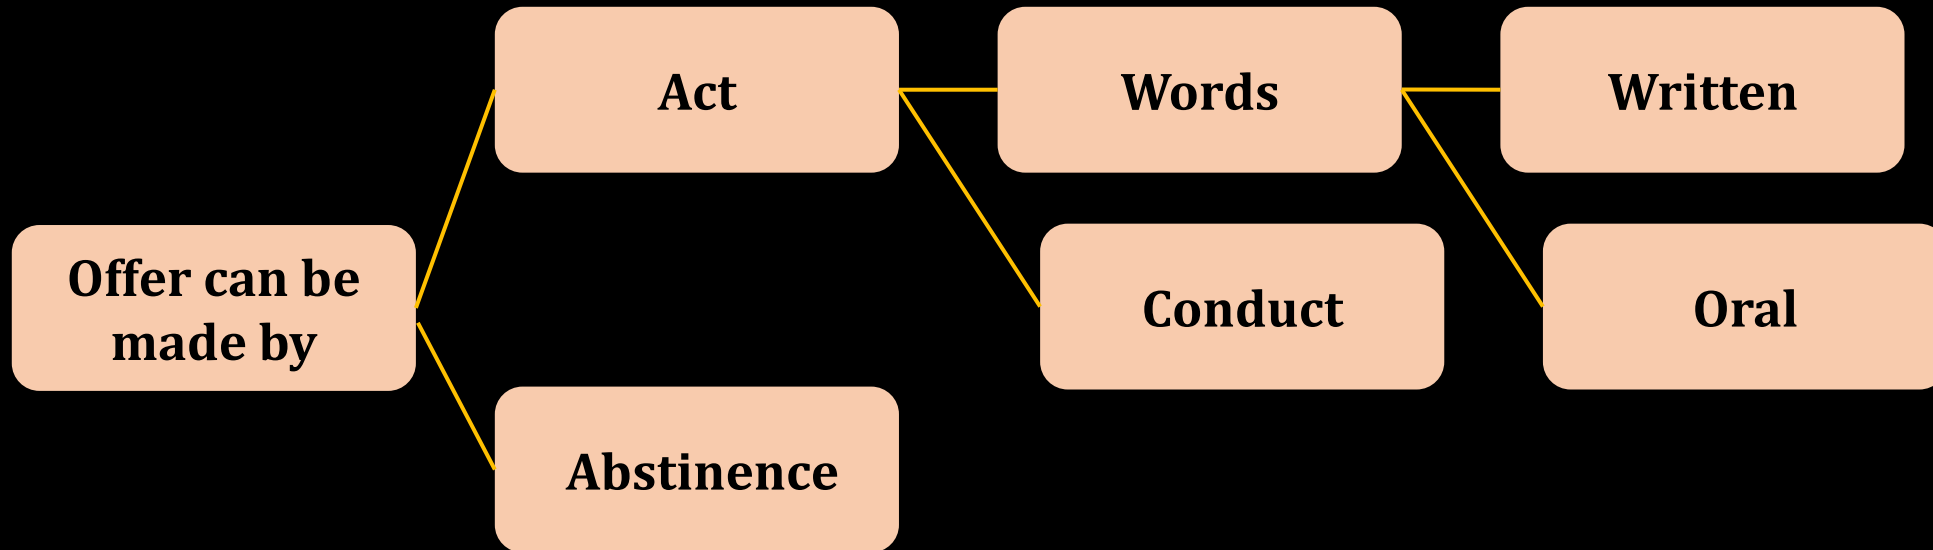 Act
Words
Written
Offer can be
made by
Conduct
Oral
Abstinence